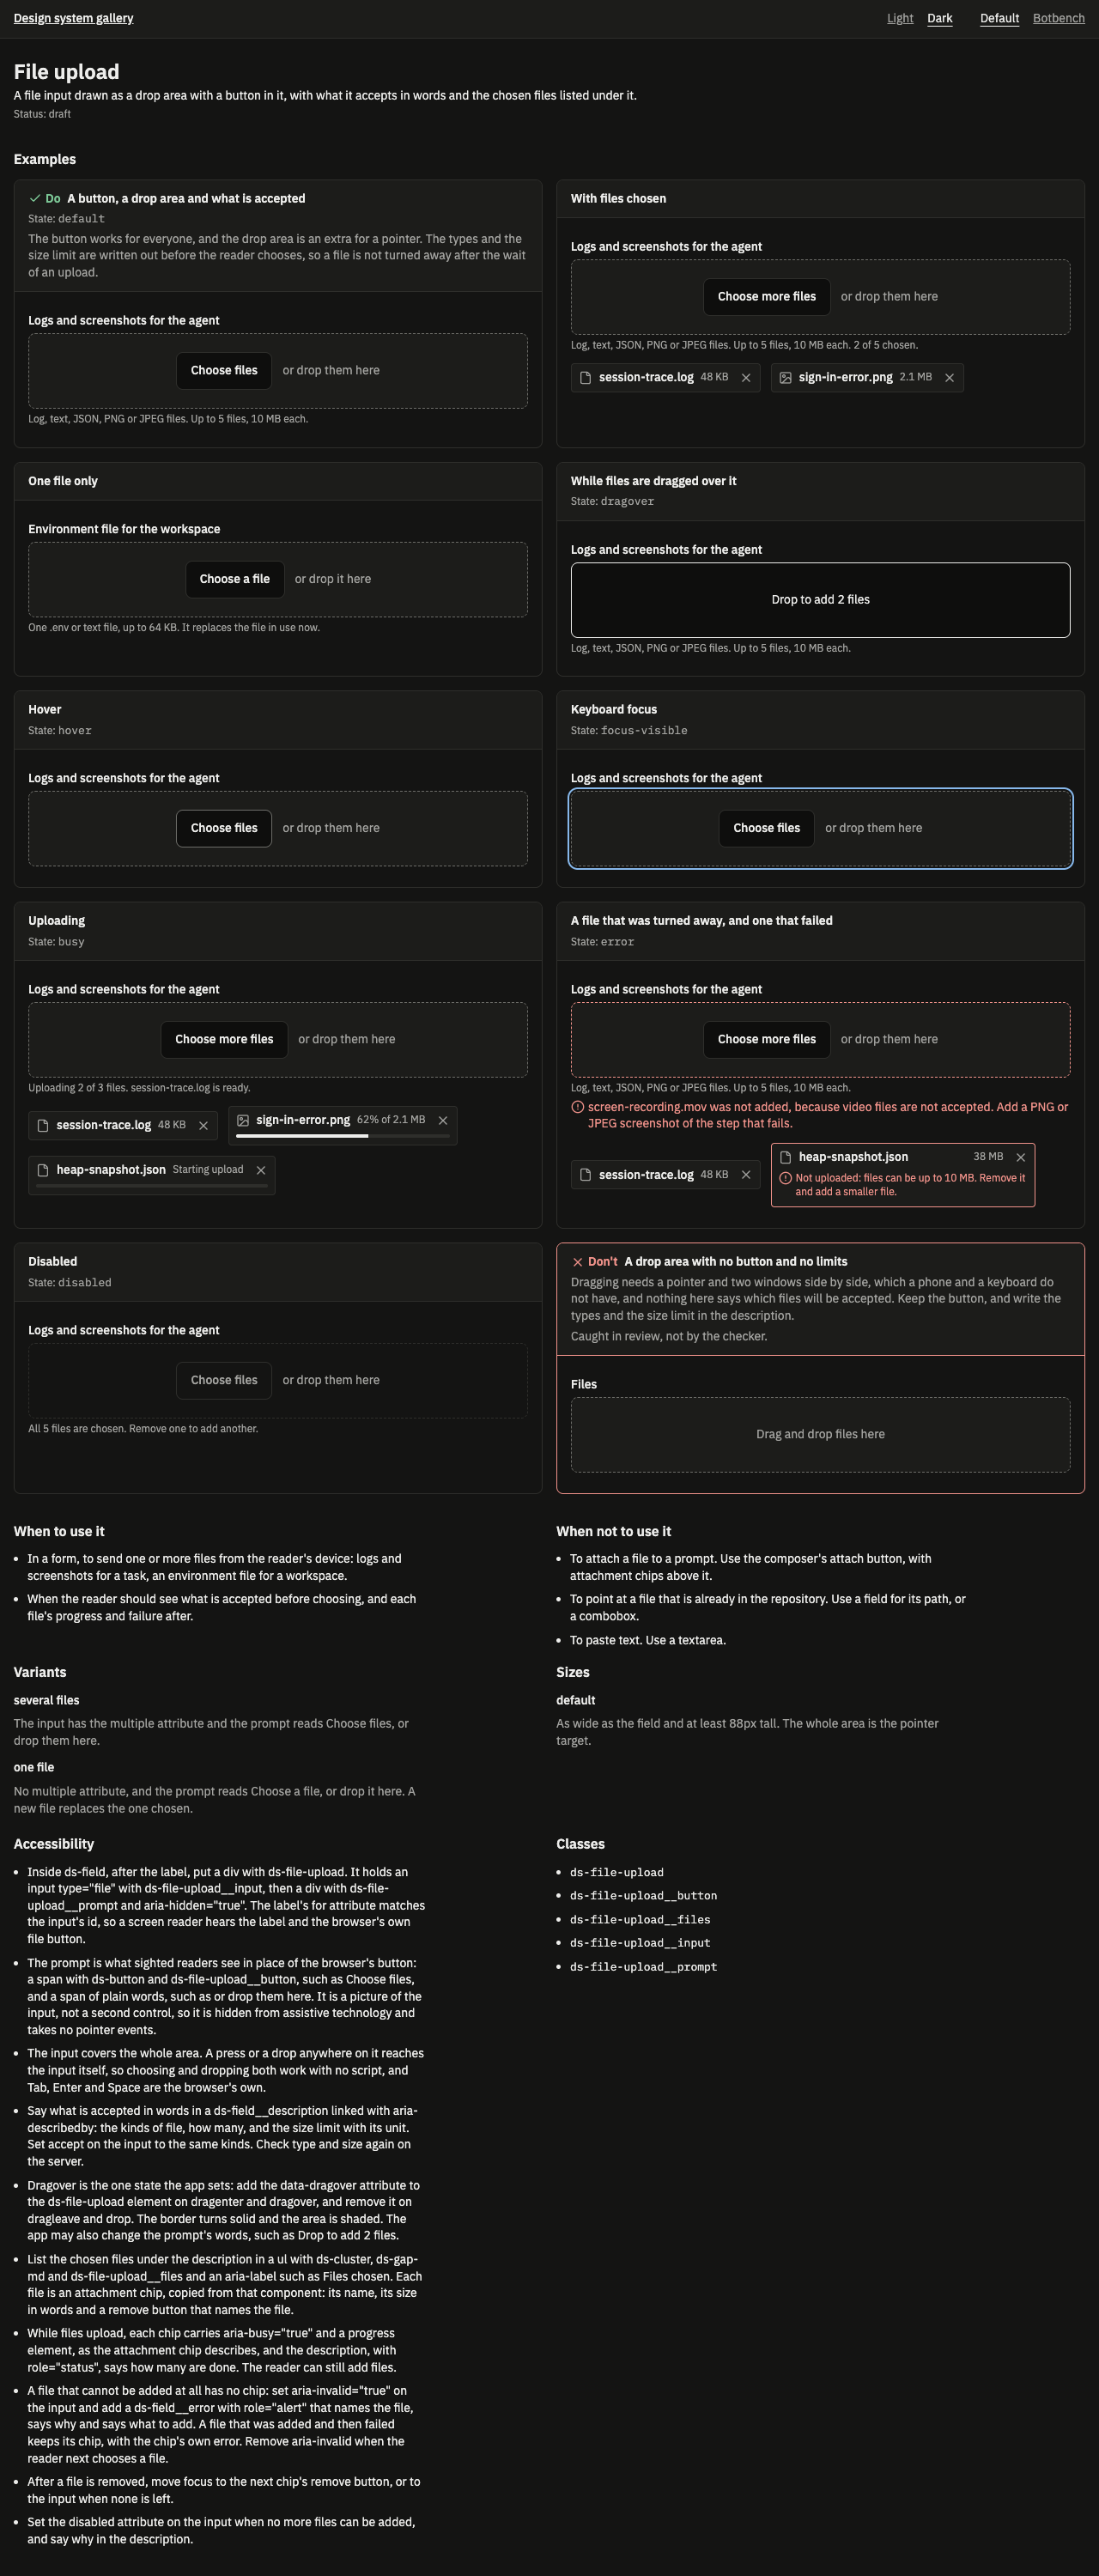 Design system gallery
Light Dark Default Botbench
File upload
A file input drawn as a drop area with a button in it, with what it accepts in words and the chosen files listed under it.
Status: draft
Examples
Do A button, a drop area and what is accepted
State: default
The button works for everyone, and the drop area is an extra for a pointer. The types and the
size limit are written out before the reader chooses, so a file is not turned away after the wait
of an upload.
Logs and screenshots for the agent
Choose files or drop them here
Log, text, JSON, PNG or JPEG files. Up to 5 files, 10 MB each.
With files chosen
Logs and screenshots for the agent
Choose more files or drop them here
Log, text, JSON, PNG or JPEG files. Up to 5 files, 10 MB each. 2 of 5 chosen.
session-trace.log 48 KB
sign-in-error.png 2.1 MB
One file only
Environment file for the workspace
Choose a file or drop it here
One .env or text file, up to 64 KB. It replaces the file in use now.
While files are dragged over it
State: dragover
Logs and screenshots for the agent
Drop to add 2 files
Log, text, JSON, PNG or JPEG files. Up to 5 files, 10 MB each.
Hover
State: hover
Logs and screenshots for the agent
Choose files or drop them here
Keyboard focus
State: focus-visible
Logs and screenshots for the agent
Choose files or drop them here
Uploading
State: busy
Logs and screenshots for the agent
Choose more files or drop them here
Uploading 2 of 3 files. session-trace.log is ready.
session-trace.log 48 KB
sign-in-error.png 62% of 2.1 MB
heap-snapshot.json Starting upload
A file that was turned away, and one that failed
State: error
Logs and screenshots for the agent
Choose more files or drop them here
Log, text, JSON, PNG or JPEG files. Up to 5 files, 10 MB each.
screen-recording.mov was not added, because video files are not accepted. Add a PNG or
JPEG screenshot of the step that fails.
session-trace.log 48 KB
heap-snapshot.json 38 MB
Not uploaded: files can be up to 10 MB. Remove it
and add a smaller file.
Disabled
State: disabled
Logs and screenshots for the agent
Choose files or drop them here
All 5 files are chosen. Remove one to add another.
Don't A drop area with no button and no limits
Dragging needs a pointer and two windows side by side, which a phone and a keyboard do
not have, and nothing here says which files will be accepted. Keep the button, and write the
types and the size limit in the description.
Caught in review, not by the checker.
Files
Drag and drop files here
When to use it
In a form, to send one or more files from the reader's device: logs and
screenshots for a task, an environment file for a workspace.
When the reader should see what is accepted before choosing, and each
file's progress and failure after.
When not to use it
To attach a file to a prompt. Use the composer's attach button, with
attachment chips above it.
To point at a file that is already in the repository. Use a field for its path, or
a combobox.
To paste text. Use a textarea.
Variants
several files
The input has the multiple attribute and the prompt reads Choose files, or
drop them here.
one file
No multiple attribute, and the prompt reads Choose a file, or drop it here. A
new file replaces the one chosen.
Sizes
default
As wide as the field and at least 88px tall. The whole area is the pointer
target.
Accessibility
Inside ds-field, after the label, put a div with ds-file-upload. It holds an
input type="file" with ds-file-upload__input, then a div with ds-file-
upload__prompt and aria-hidden="true". The label's for attribute matches
the input's id, so a screen reader hears the label and the browser's own
file button.
The prompt is what sighted readers see in place of the browser's button:
a span with ds-button and ds-file-upload__button, such as Choose files,
and a span of plain words, such as or drop them here. It is a picture of the
input, not a second control, so it is hidden from assistive technology and
takes no pointer events.
The input covers the whole area. A press or a drop anywhere on it reaches
the input itself, so choosing and dropping both work with no script, and
Tab, Enter and Space are the browser's own.
Say what is accepted in words in a ds-field__description linked with aria-
describedby: the kinds of file, how many, and the size limit with its unit.
Set accept on the input to the same kinds. Check type and size again on
the server.
Dragover is the one state the app sets: add the data-dragover attribute to
the ds-file-upload element on dragenter and dragover, and remove it on
dragleave and drop. The border turns solid and the area is shaded. The
app may also change the prompt's words, such as Drop to add 2 files.
List the chosen files under the description in a ul with ds-cluster, ds-gap-
md and ds-file-upload__files and an aria-label such as Files chosen. Each
file is an attachment chip, copied from that component: its name, its size
in words and a remove button that names the file.
While files upload, each chip carries aria-busy="true" and a progress
element, as the attachment chip describes, and the description, with
role="status", says how many are done. The reader can still add files.
A file that cannot be added at all has no chip: set aria-invalid="true" on
the input and add a ds-field__error with role="alert" that names the file,
says why and says what to add. A file that was added and then failed
keeps its chip, with the chip's own error. Remove aria-invalid when the
reader next chooses a file.
After a file is removed, move focus to the next chip's remove button, or to
the input when none is left.
Set the disabled attribute on the input when no more files can be added,
and say why in the description.
Classes
ds-file-upload
ds-file-upload__button
ds-file-upload__files
ds-file-upload__input
ds-file-upload__prompt